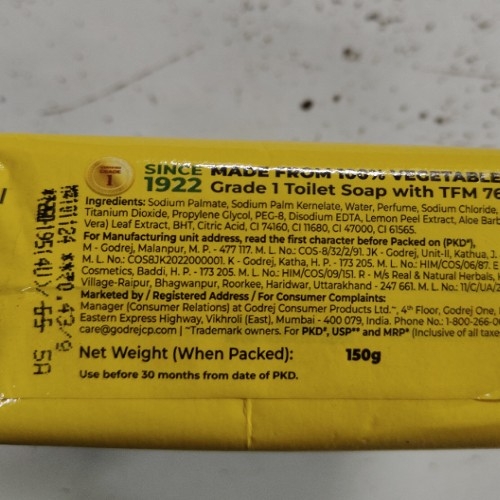 GRADE
1
SINCE
1922
MADE FROM 100% VEGETABLE
Grade 1 Toilet Soap with TFM 76
Ingredients: Sodium Palmate, Sodium Palm Kernelate, Water, Perfume, Sodium Chloride,
Titanium Dioxide, Propylene Glycol, PEG-8, Disodium EDTA, Lemon Peel Extract, Aloe Barb
Vera) Leaf Extract, BHT, Citric Acid, CI 74160, CI 11680, CI 47000, CI 61565.
For Manufacturing unit address, read the first character before Packed on (PKD#),
M - Godrej, Malanpur, M. P. - 477 117. M. L. No.: COS-8/32/2/91. JK - Godrej, Unit-II, Kathua, J.
No.: COS8JK2022000001. K - Godrej, Katha, H. P. - 173 205. M. L. No.: HIM/COS/06/87. E
Cosmetics, Baddi, H. P. - 173 205. M. L. No.: HIM/COS/09/151. R - M/s Real & Natural Herbals,
Village-Raipur, Bhagwanpur, Roorkee, Haridwar, Uttarakhand - 247 661. M. L. No.: 11/C/UA/2
Marketed by / Registered Address / For Consumer Complaints:
Manager (Consumer Relations) at Godrej Consumer Products Ltd.~, 4th Floor, Godrej One,
Eastern Express Highway, Vikhroli (East), Mumbai - 400 079, India. Phone No.: 1-800-266-00
care@godrejcp.com | ~Trademark owners. For PKD#, USP** and MRP* (Inclusive of all taxe
Net Weight (When Packed): 150g
Use before 30 months from date of PKD.